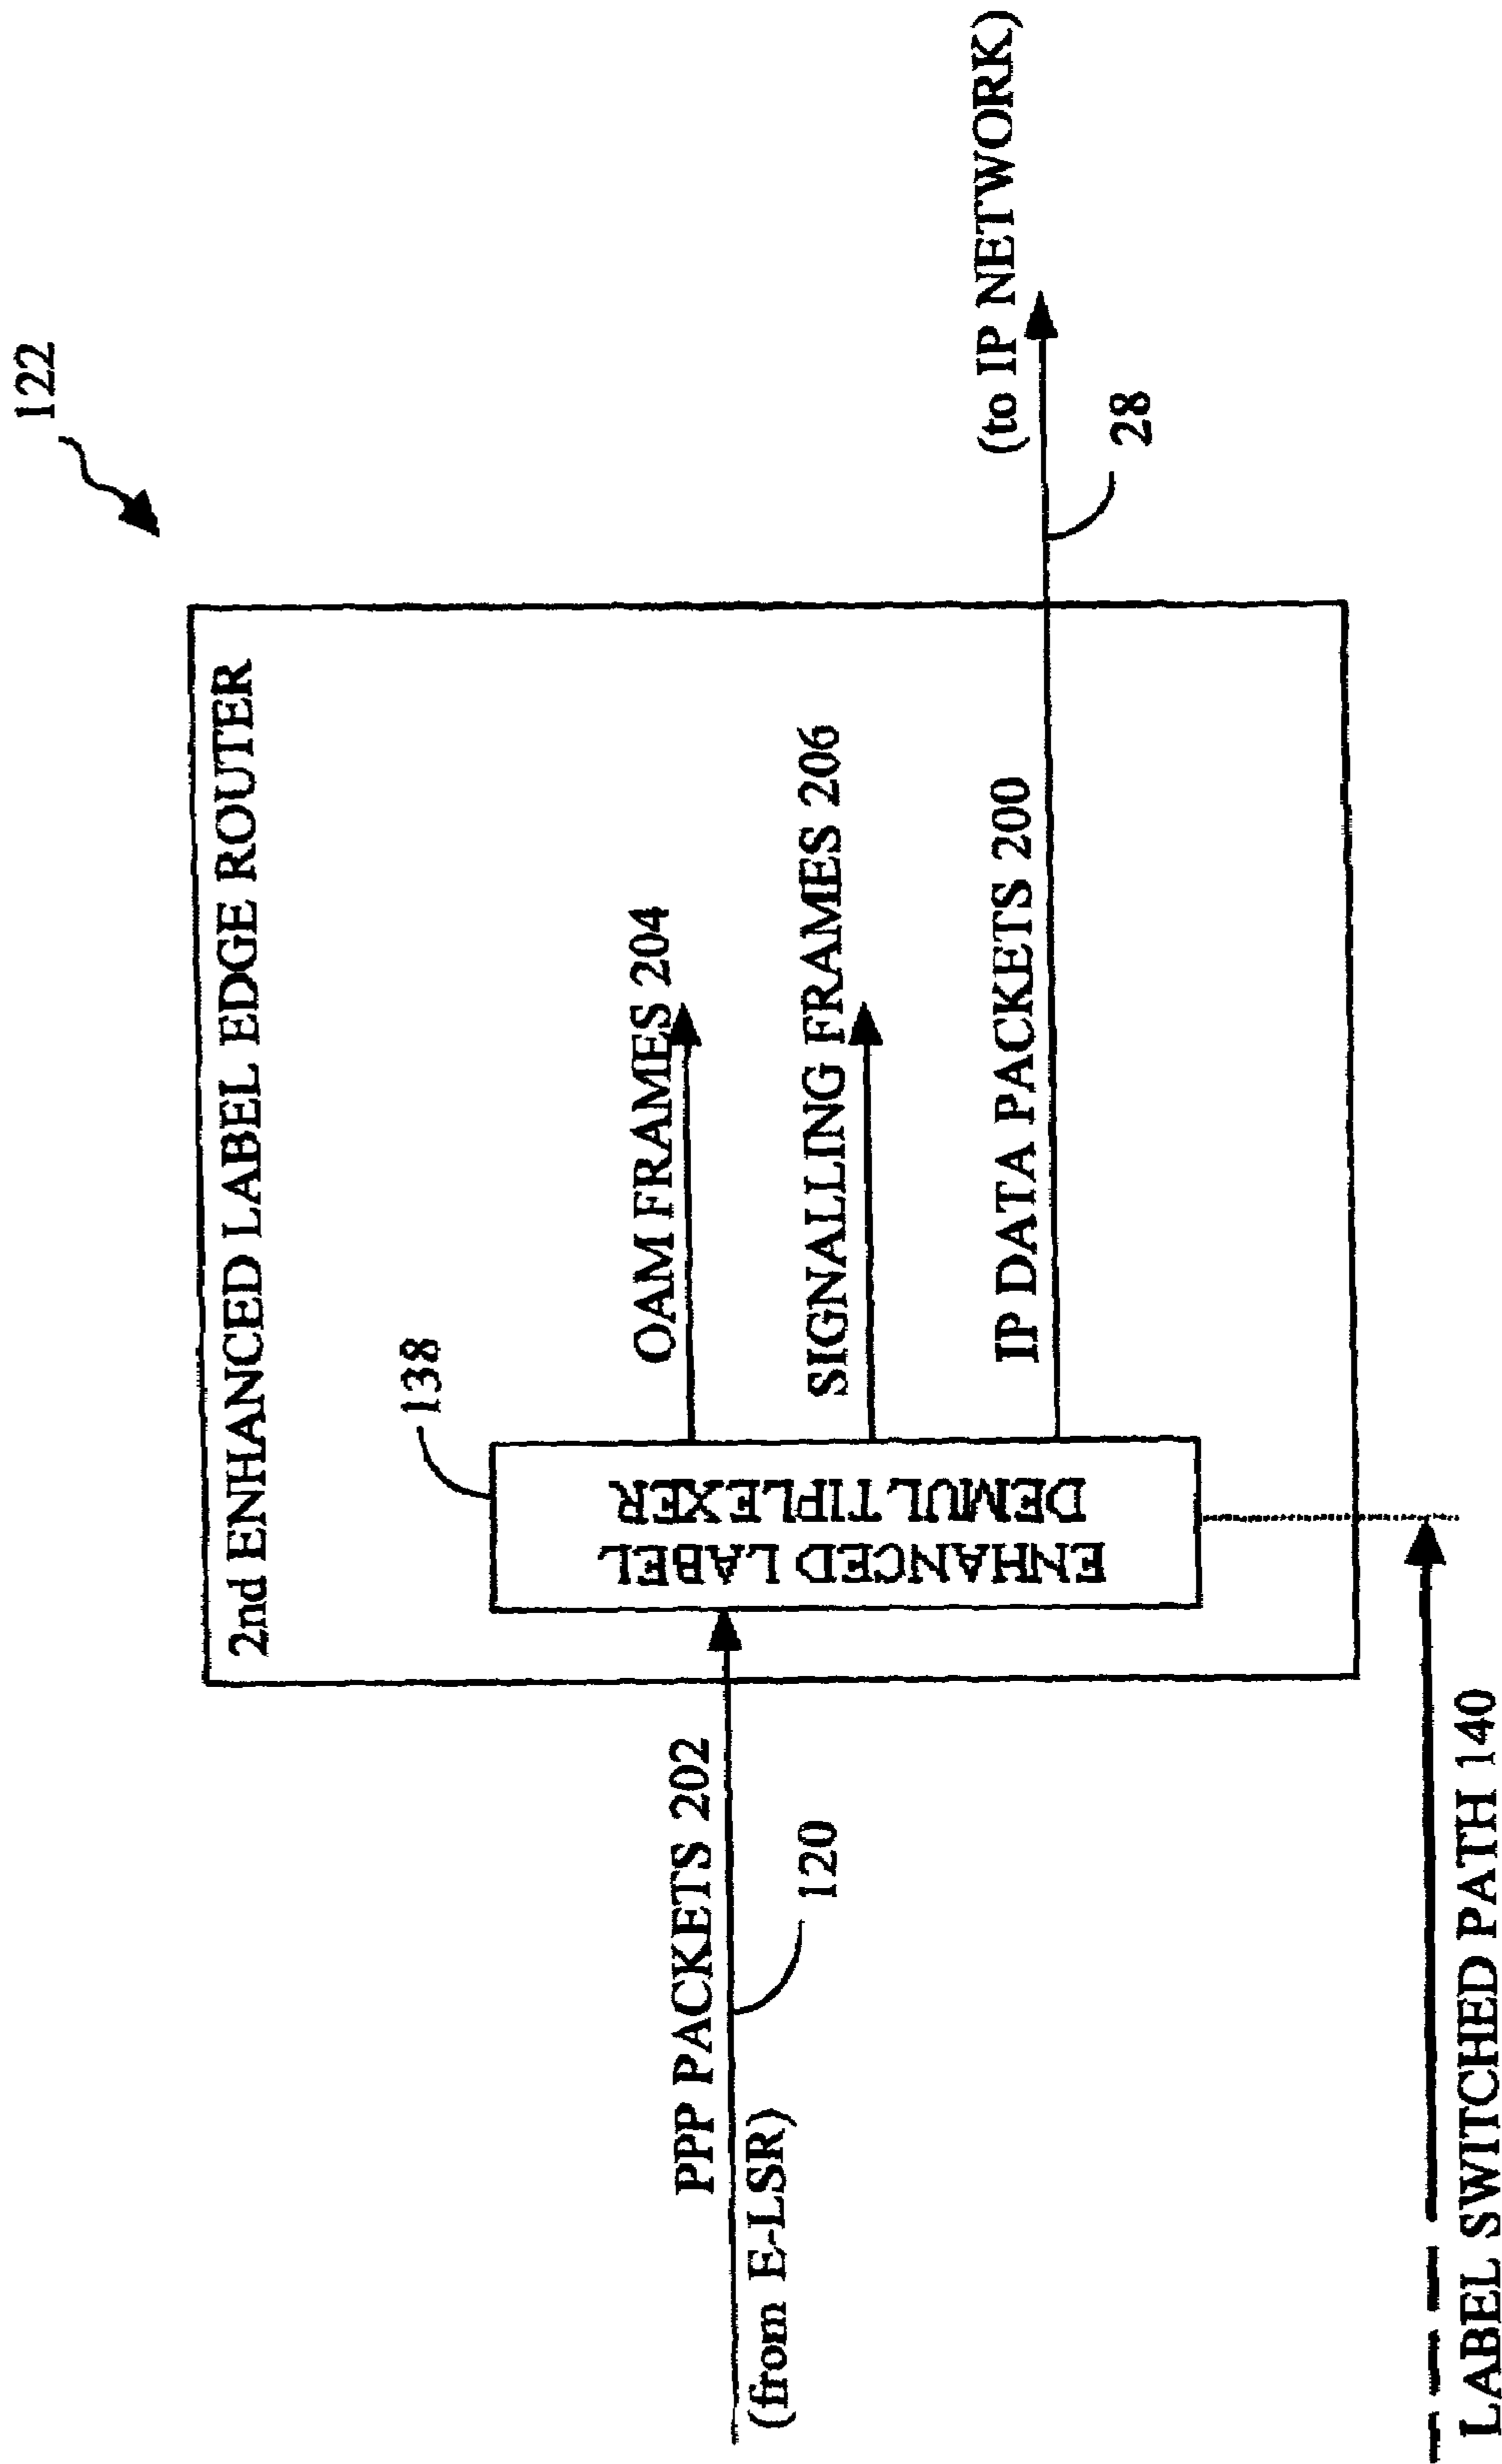 122
2nd ENHANCED LABEL EDGE ROUTER
138
OAM FRAMES 204
PPP PACKETS 202
(from E-LSR)
120
ENHANCED LABEL
DEMULTIPLEXER
SIGNALLING FRAMES 206
IP DATA PACKETS 200
(to IP NETWORK)
28
LABEL SWITCHED PATH 140